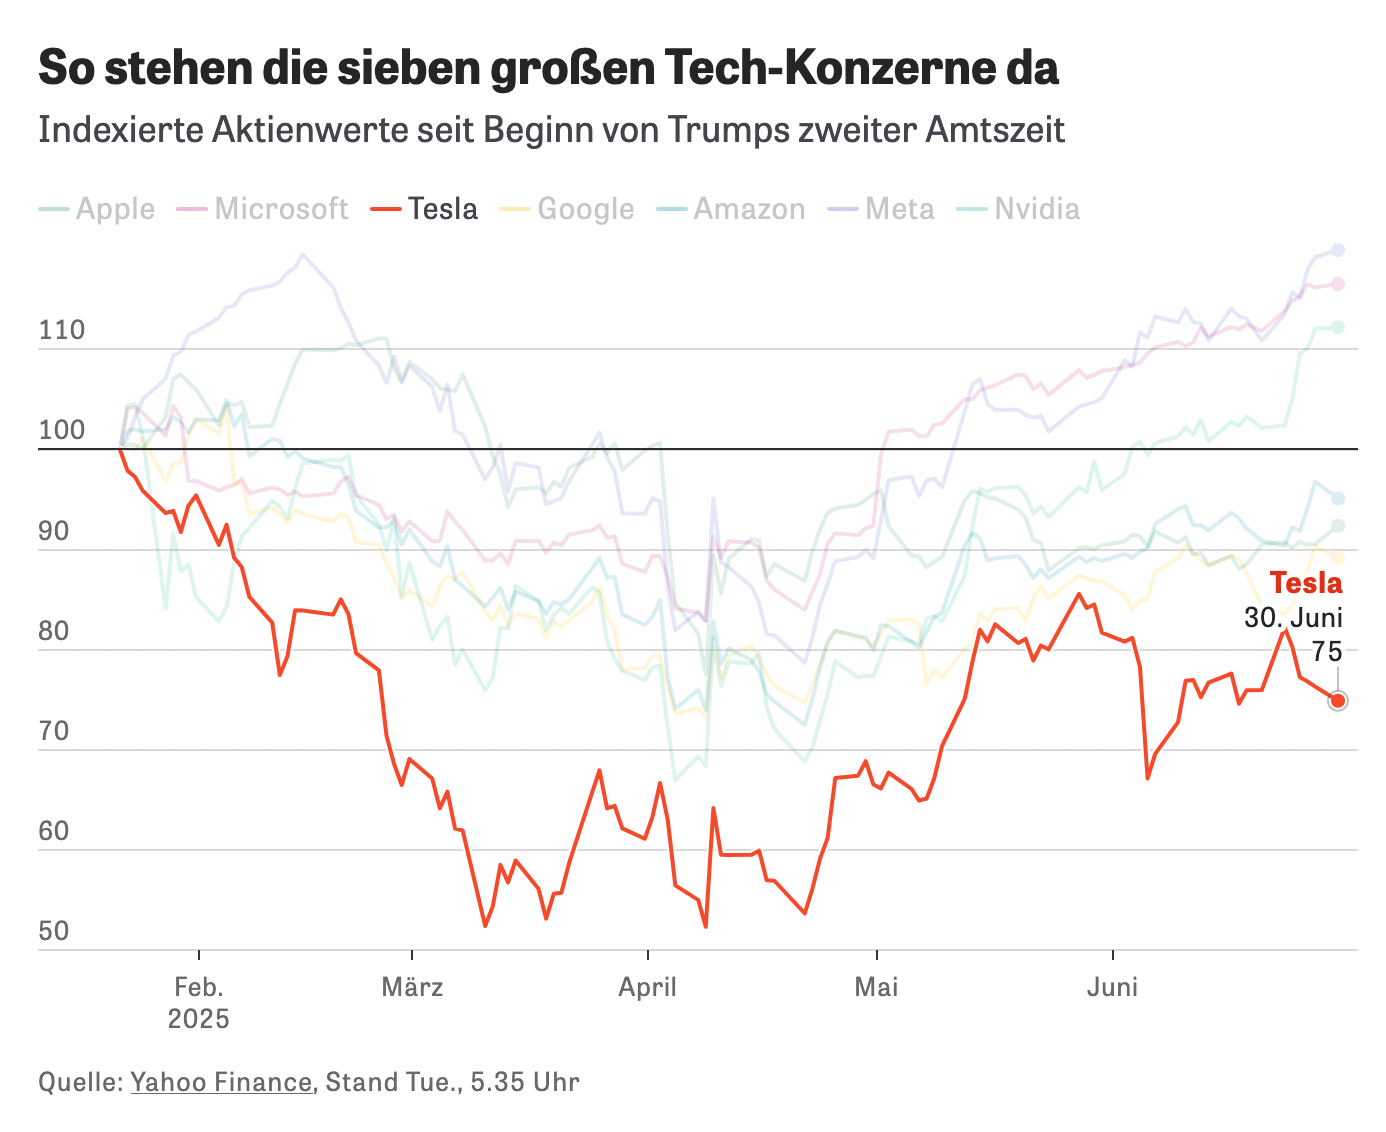 So stehen die sieben großen Tech-Konzerne da
Indexierte Aktienwerte seit Beginn von Trumps zweiter Amtszeit
Apple Microsoft Tesla Google Amazon Meta Nvidia
110
100
90
80
70
60
50
Tesla
30. Juni
75
Feb. März April Mai Juni
2025
Quelle: Yahoo Finance, Stand Tue., 5.35 Uhr